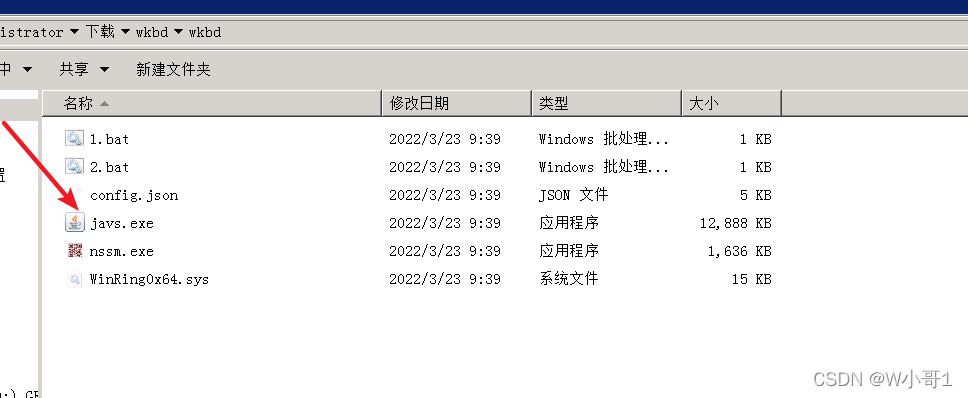 istrator 下载 wkbd wkbd
中 共享 新建文件夹
名称 修改日期 类型 大小
1.bat 2022/3/23 9:39 Windows 批处理... 1 KB
2.bat 2022/3/23 9:39 Windows 批处理... 1 KB
置
config.json 2022/3/23 9:39 JSON 文件 5 KB
javs.exe 2022/3/23 9:39 应用程序 12,888 KB
nssm.exe 2022/3/23 9:39 应用程序 1,636 KB
WinRing0x64.sys 2022/3/23 9:39 系统文件 15 KB
CSDN @W小哥1